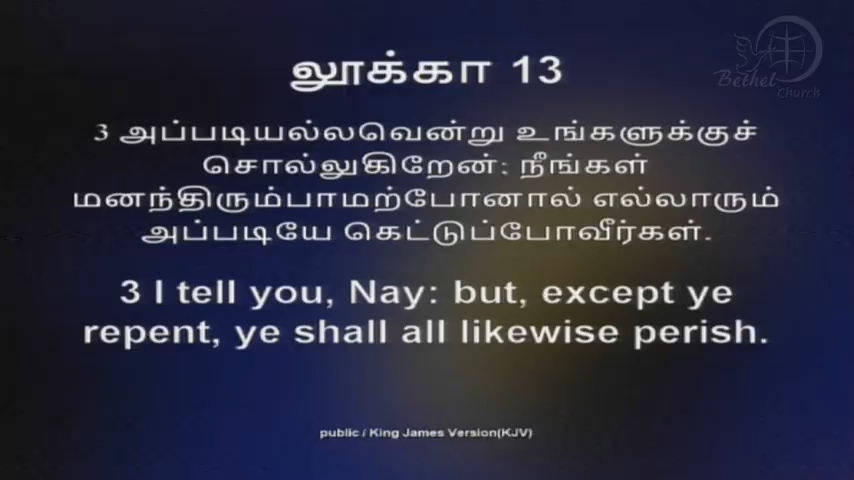 Bethel
Church
லூக்கா 13
3 அப்படியல்லவென்று உங்களுக்குச்
சொல்லுகிறேன்; நீங்கள்
மனந்திரும்பாமற்போனால் எல்லாரும்
அப்படியே கெட்டுப்போவீர்கள்.
3 I tell you, Nay: but, except ye
repent, ye shall all likewise perish.
public / King James Version(KJV)